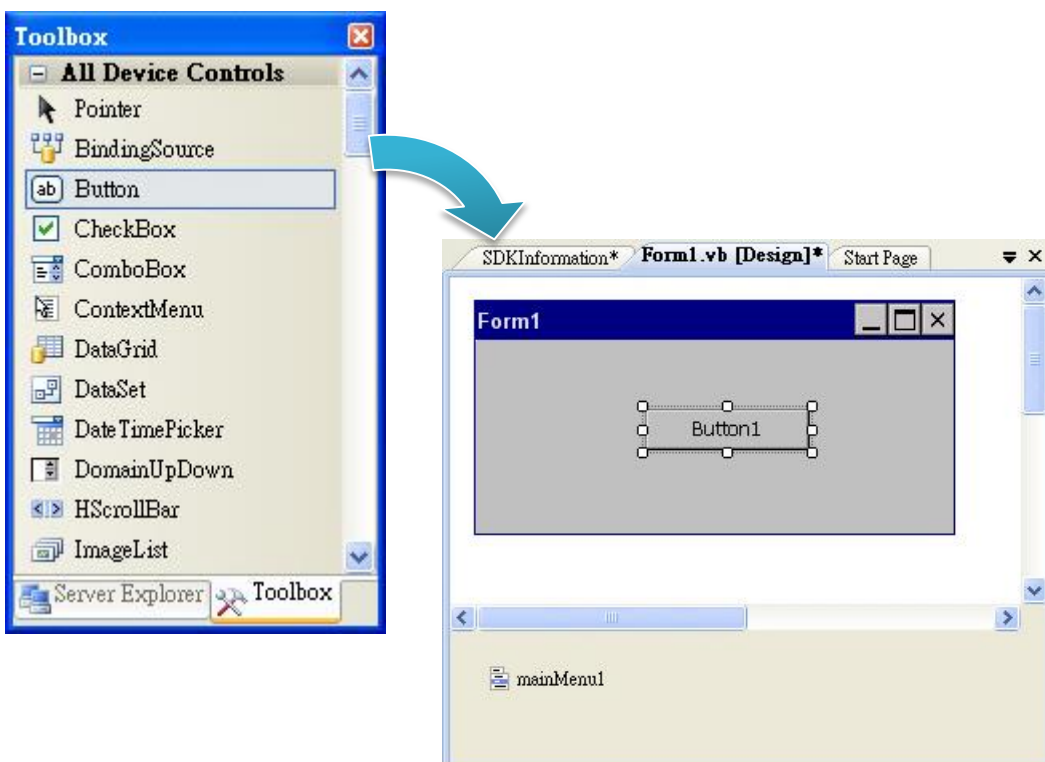 Toolbox
All Device Controls
Pointer
BindingSource
Button
CheckBox
ComboBox
ContextMenu
DataGrid
DataSet
DateTimePicker
DomainUpDown
HScrollBar
ImageList
Server Explorer Toolbox
SDKInformation* Form1.vb [Design]* Start Page
Form1
Button1
mainMenu1